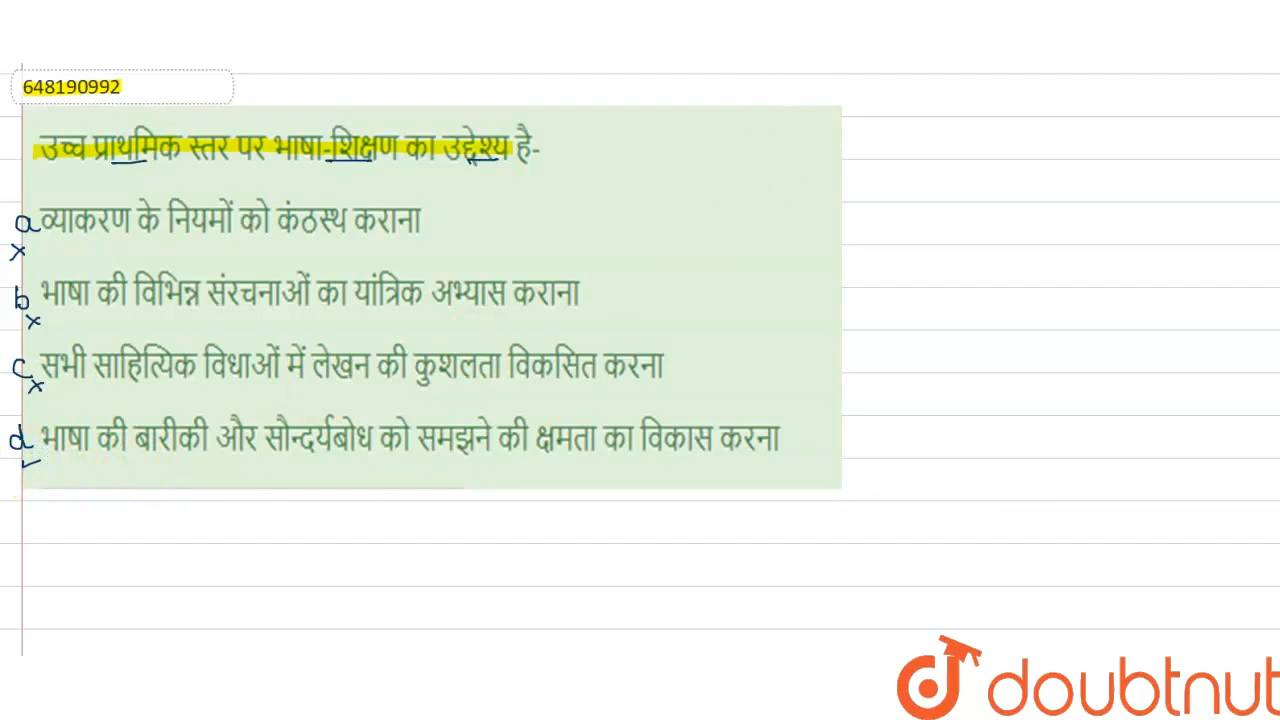 648190992
उच्च प्राथमिक स्तर पर भाषा-शिक्षण का उद्देश्य है-
a व्याकरण के नियमों को कंठस्थ कराना
x
b भाषा की विभिन्न संरचनाओं का यांत्रिक अभ्यास कराना
x
c सभी साहित्यिक विधाओं में लेखन की कुशलता विकसित करना
x
d भाषा की बारीकी और सौन्दर्यबोध को समझने की क्षमता का विकास करना
doubtnut